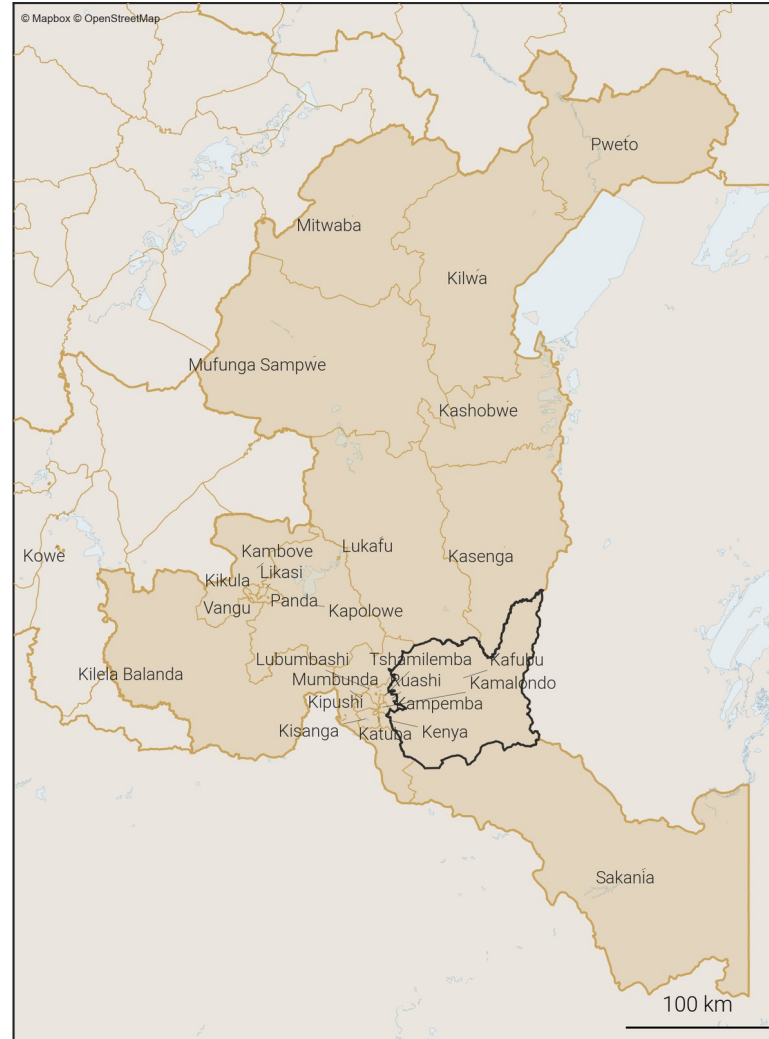 © Mapbox © OpenStreetMap
Pweto
Mitwaba
Kilwa
Mufunga Sampwe
Kashobwe
Lukafu
Kowe
Kambove
Kasenga
Likasi
Kikula
Panda
Vangu
Kapolowe
Lubumbashi
Tshamilemba
Kafubu
Kilela Balanda
Mumbunda
Ruashi
Kamalondo
Kipushi
Kampemba
Kisanga
Katuba
Kenya
Sakania
100 km